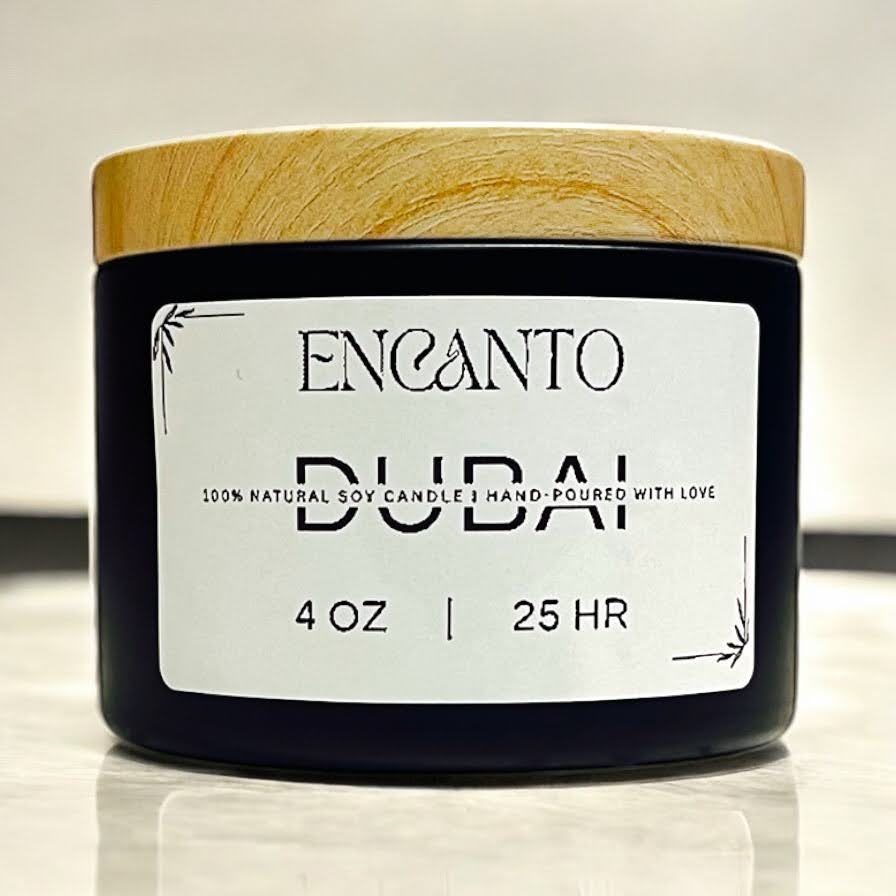 ENCANTO
DUBAI
100% NATURAL SOY CANDLE | HAND-POURED WITH LOVE
4 OZ | 25 HR